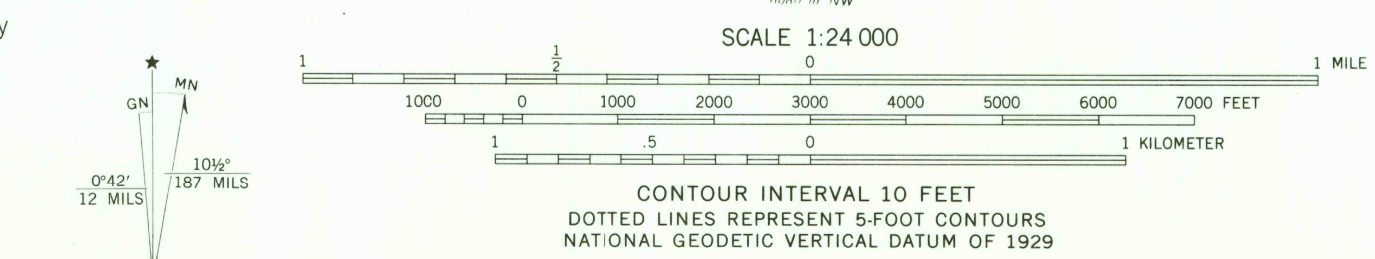 SCALE 1:24 000
1 1/2 0 1 MILE
1000 0 1000 2000 3000 4000 5000 6000 7000 FEET
1 .5 0 1 KILOMETER
CONTOUR INTERVAL 10 FEET
DOTTED LINES REPRESENT 5-FOOT CONTOURS
NATIONAL GEODETIC VERTICAL DATUM OF 1929
★
MN
GN
10½°
187 MILS
0°42'
12 MILS